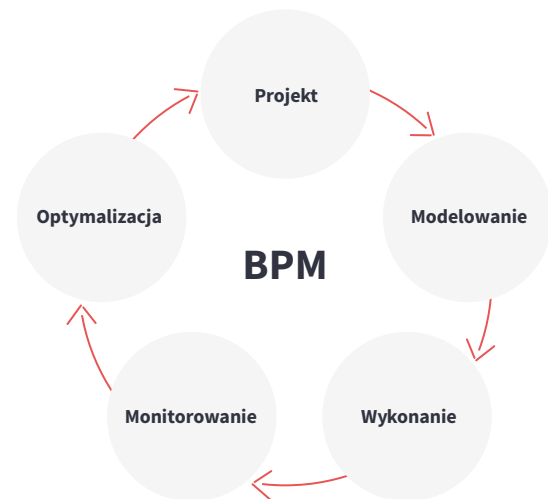 Projekt
Modelowanie
Wykonanie
Monitorowanie
Optymalizacja
BPM